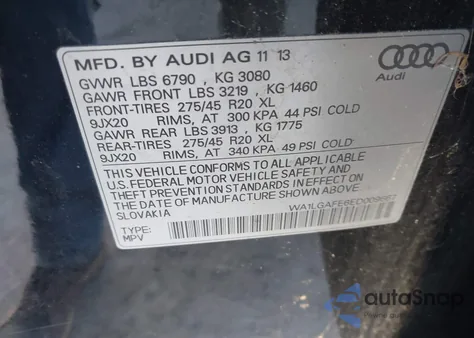 MFD. BY AUDI AG 11 13
GVWR LBS 6790 , KG 3080
GAWR FRONT LBS 3219 , KG 1460
FRONT-TIRES 275/45 R20 XL
9JX20 RIMS, AT 300 KPA 44 PSI COLD
GAWR REAR LBS 3913 , KG 1775
REAR-TIRES 275/45 R20 XL
9JX20 RIMS, AT 340 KPA 49 PSI COLD
THIS VEHICLE CONFORMS TO ALL APPLICABLE
U.S. FEDERAL MOTOR VEHICLE SAFETY AND
THEFT PREVENTION STANDARDS IN EFFECT ON
THE DATE OF MANUFACTURE SHOWN ABOVE.
SLOVAKIA
TYPE:
MPV
Audi
autoSnap